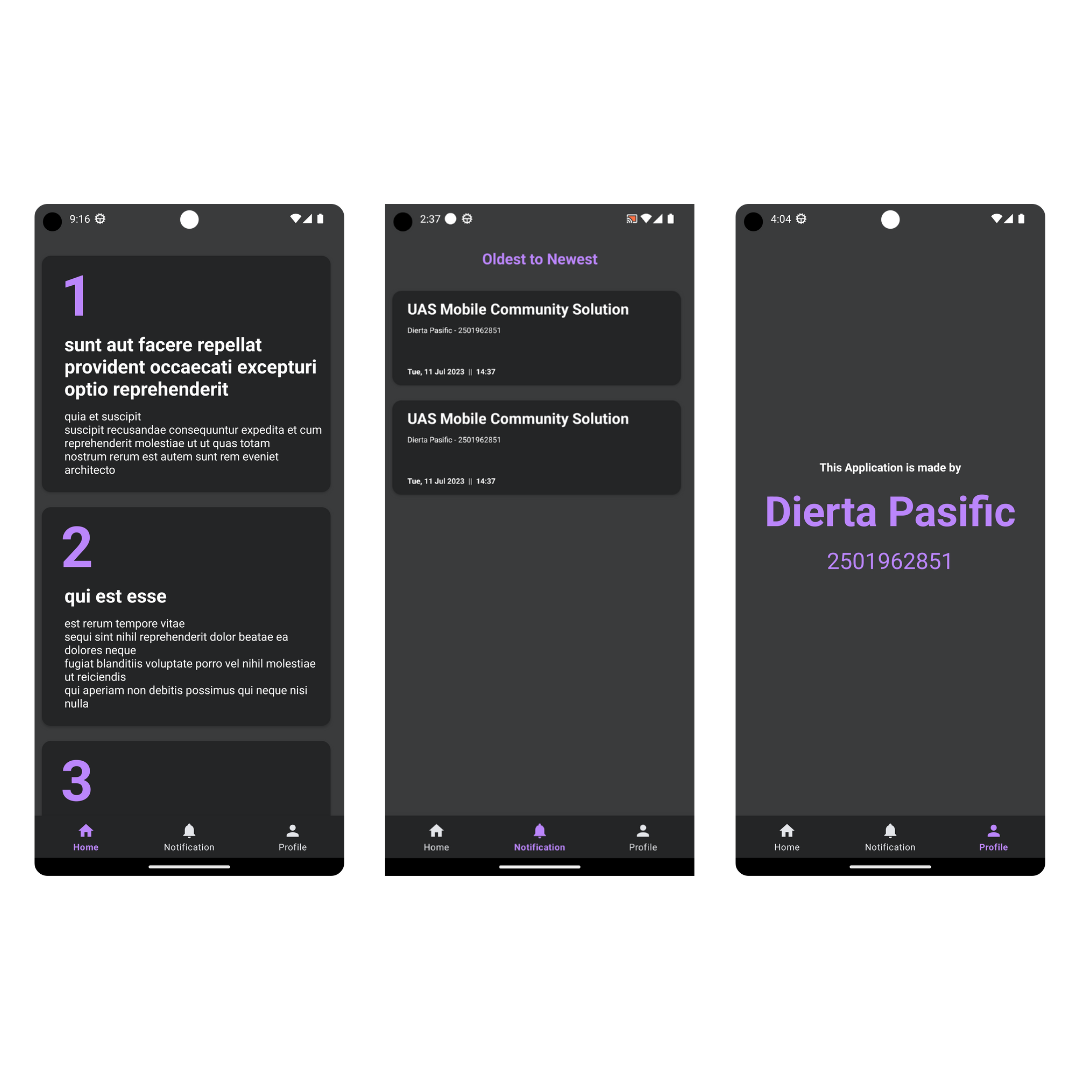 9:16
1
sunt aut facere repellat
provident occaecati excepturi
optio reprehenderit
quia et suscipit
suscipit recusandae consequuntur expedita et cum
reprehenderit molestiae ut ut quas totam
nostrum rerum est autem sunt rem eveniet
architecto
2
qui est esse
est rerum tempore vitae
sequi sint nihil reprehenderit dolor beatae ea
dolores neque
fugiat blanditiis voluptate porro vel nihil molestiae
ut reiciendis
qui aperiam non debitis possimus qui neque nisi
nulla
3
Home Notification Profile
2:37
Oldest to Newest
UAS Mobile Community Solution
Dierta Pasific - 2501962851
Tue, 11 Jul 2023 || 14:37
UAS Mobile Community Solution
Dierta Pasific - 2501962851
Tue, 11 Jul 2023 || 14:37
Home Notification Profile
4:04
This Application is made by
Dierta Pasific
2501962851
Home Notification Profile